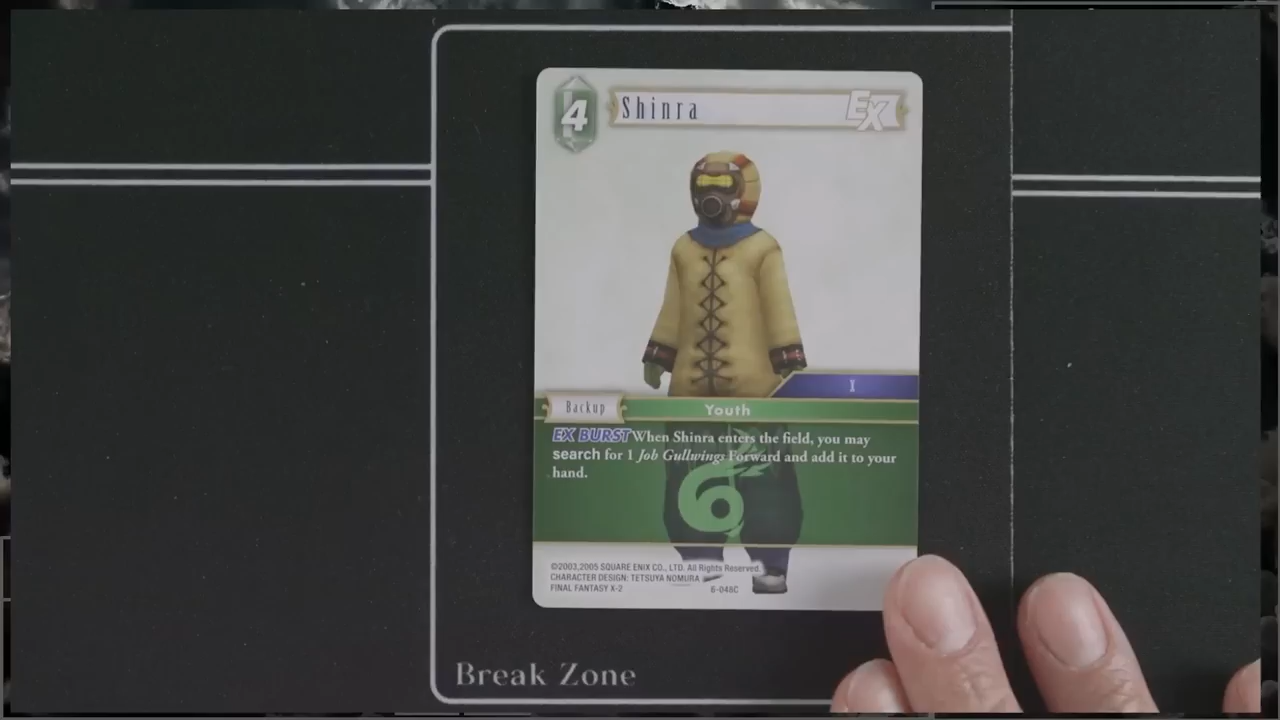 4
Shinra
EX
X
Backup
Youth
EX BURST When Shinra enters the field, you may
search for 1 Job Gullwings Forward and add it to your
hand.
6
©2003,2005 SQUARE ENIX CO., LTD. All Rights Reserved.
CHARACTER DESIGN: TETSUYA NOMURA
FINAL FANTASY X-2
6-048C
Break Zone